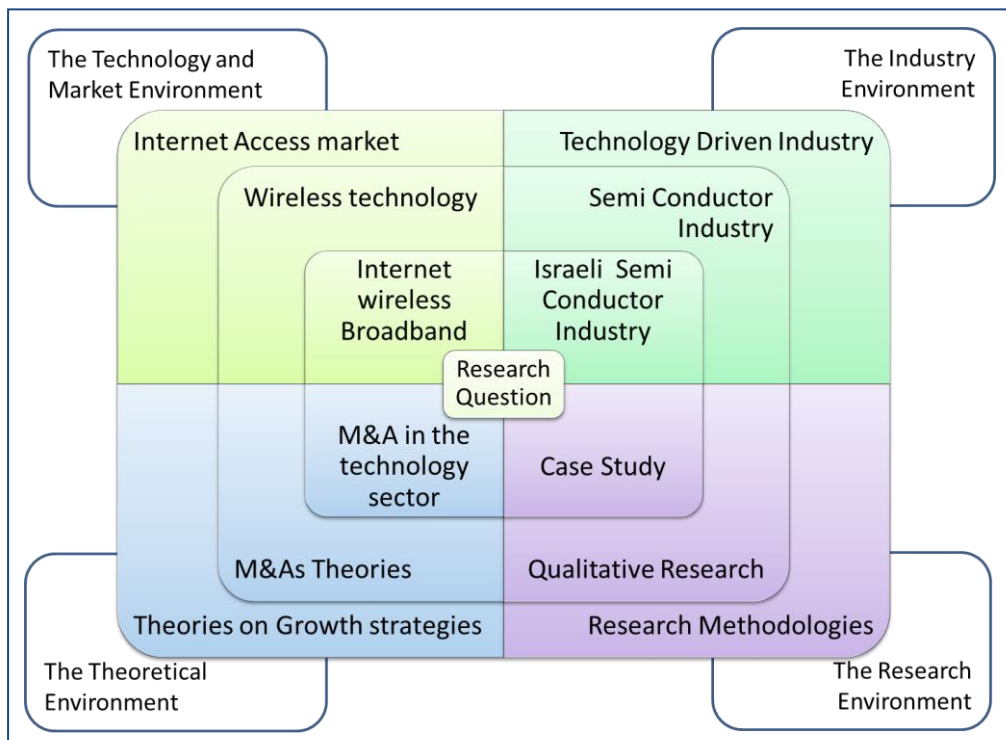 The Technology and
Market Environment
The Industry
Environment
Internet Access market
Technology Driven Industry
Wireless technology
Semi Conductor
Industry
Internet
wireless
Broadband
Israeli Semi
Conductor
Industry
Research
Question
M&A in the
technology
sector
Case Study
M&As Theories
Qualitative Research
Theories on Growth strategies
Research Methodologies
The Theoretical
Environment
The Research
Environment